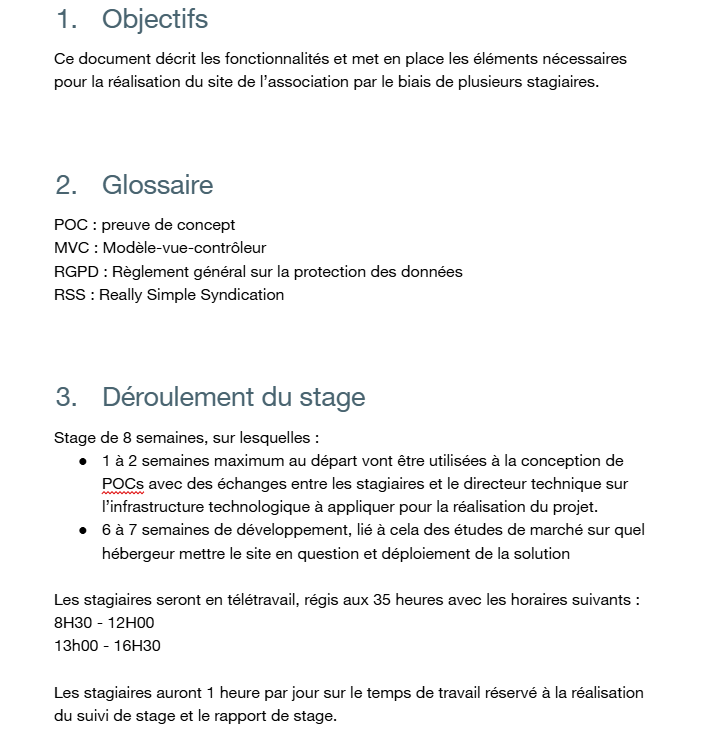 1. Objectifs
Ce document décrit les fonctionnalités et met en place les éléments nécessaires
pour la réalisation du site de l'association par le biais de plusieurs stagiaires.
2. Glossaire
POC : preuve de concept
MVC : Modèle-vue-contrôleur
RGPD : Règlement général sur la protection des données
RSS : Really Simple Syndication
3. Déroulement du stage
Stage de 8 semaines, sur lesquelles :
● 1 à 2 semaines maximum au départ vont être utilisées à la conception de
POCs avec des échanges entre les stagiaires et le directeur technique sur
l'infrastructure technologique à appliquer pour la réalisation du projet.
● 6 à 7 semaines de développement, lié à cela des études de marché sur quel
hébergeur mettre le site en question et déploiement de la solution
Les stagiaires seront en télétravail, régis aux 35 heures avec les horaires suivants :
8H30 - 12H00
13h00 - 16H30
Les stagiaires auront 1 heure par jour sur le temps de travail réservé à la réalisation
du suivi de stage et le rapport de stage.